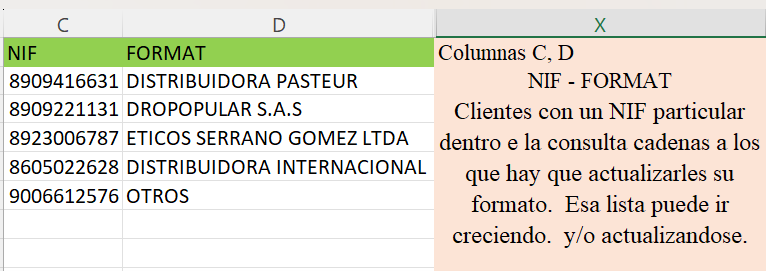 C D X
NIF FORMAT
8909416631 DISTRIBUIDORA PASTEUR
8909221131 DROPOPULAR S.A.S
8923006787 ETICOS SERRANO GOMEZ LTDA
8605022628 DISTRIBUIDORA INTERNACIONAL
9006612576 OTROS
Columnas C, D
NIF - FORMAT
Clientes con un NIF particular
dentro e la consulta cadenas a los
que hay que actualizarles su
formato. Esa lista puede ir
creciendo. y/o actualizandose.